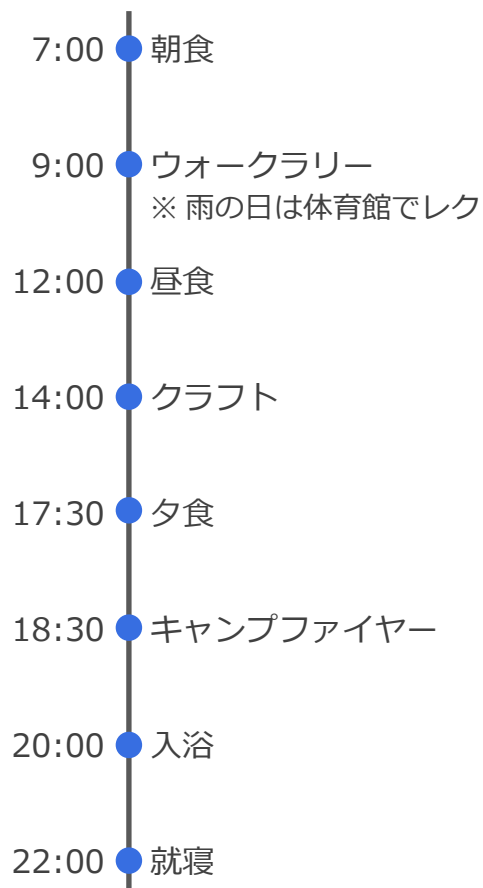 7:00 朝食
9:00 ウォークラリー
※ 雨の日は体育館でレク
12:00 昼食
14:00 クラフト
17:30 夕食
18:30 キャンプファイヤー
20:00 入浴
22:00 就寝